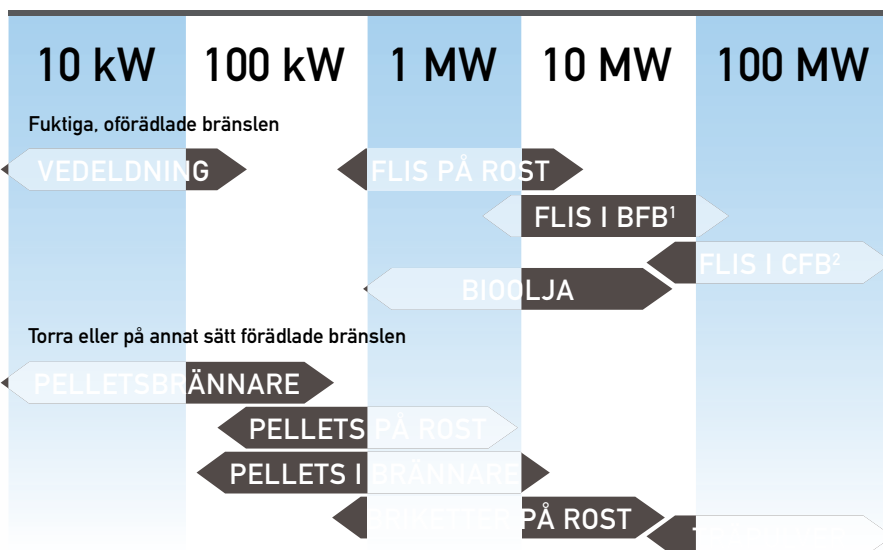 10 kW 100 kW 1 MW 10 MW 100 MW
Fuktiga, oförädlade bränslen
VEDELDNING FLIS PÅ ROST
FLIS I BFB¹
FLIS I CFB²
BIOOLJA
Torra eller på annat sätt förädlade bränslen
PELLETSBRÄNNARE
PELLETS PÅ ROST
PELLETS I BRÄNNARE
BRIKETTER PÅ ROST